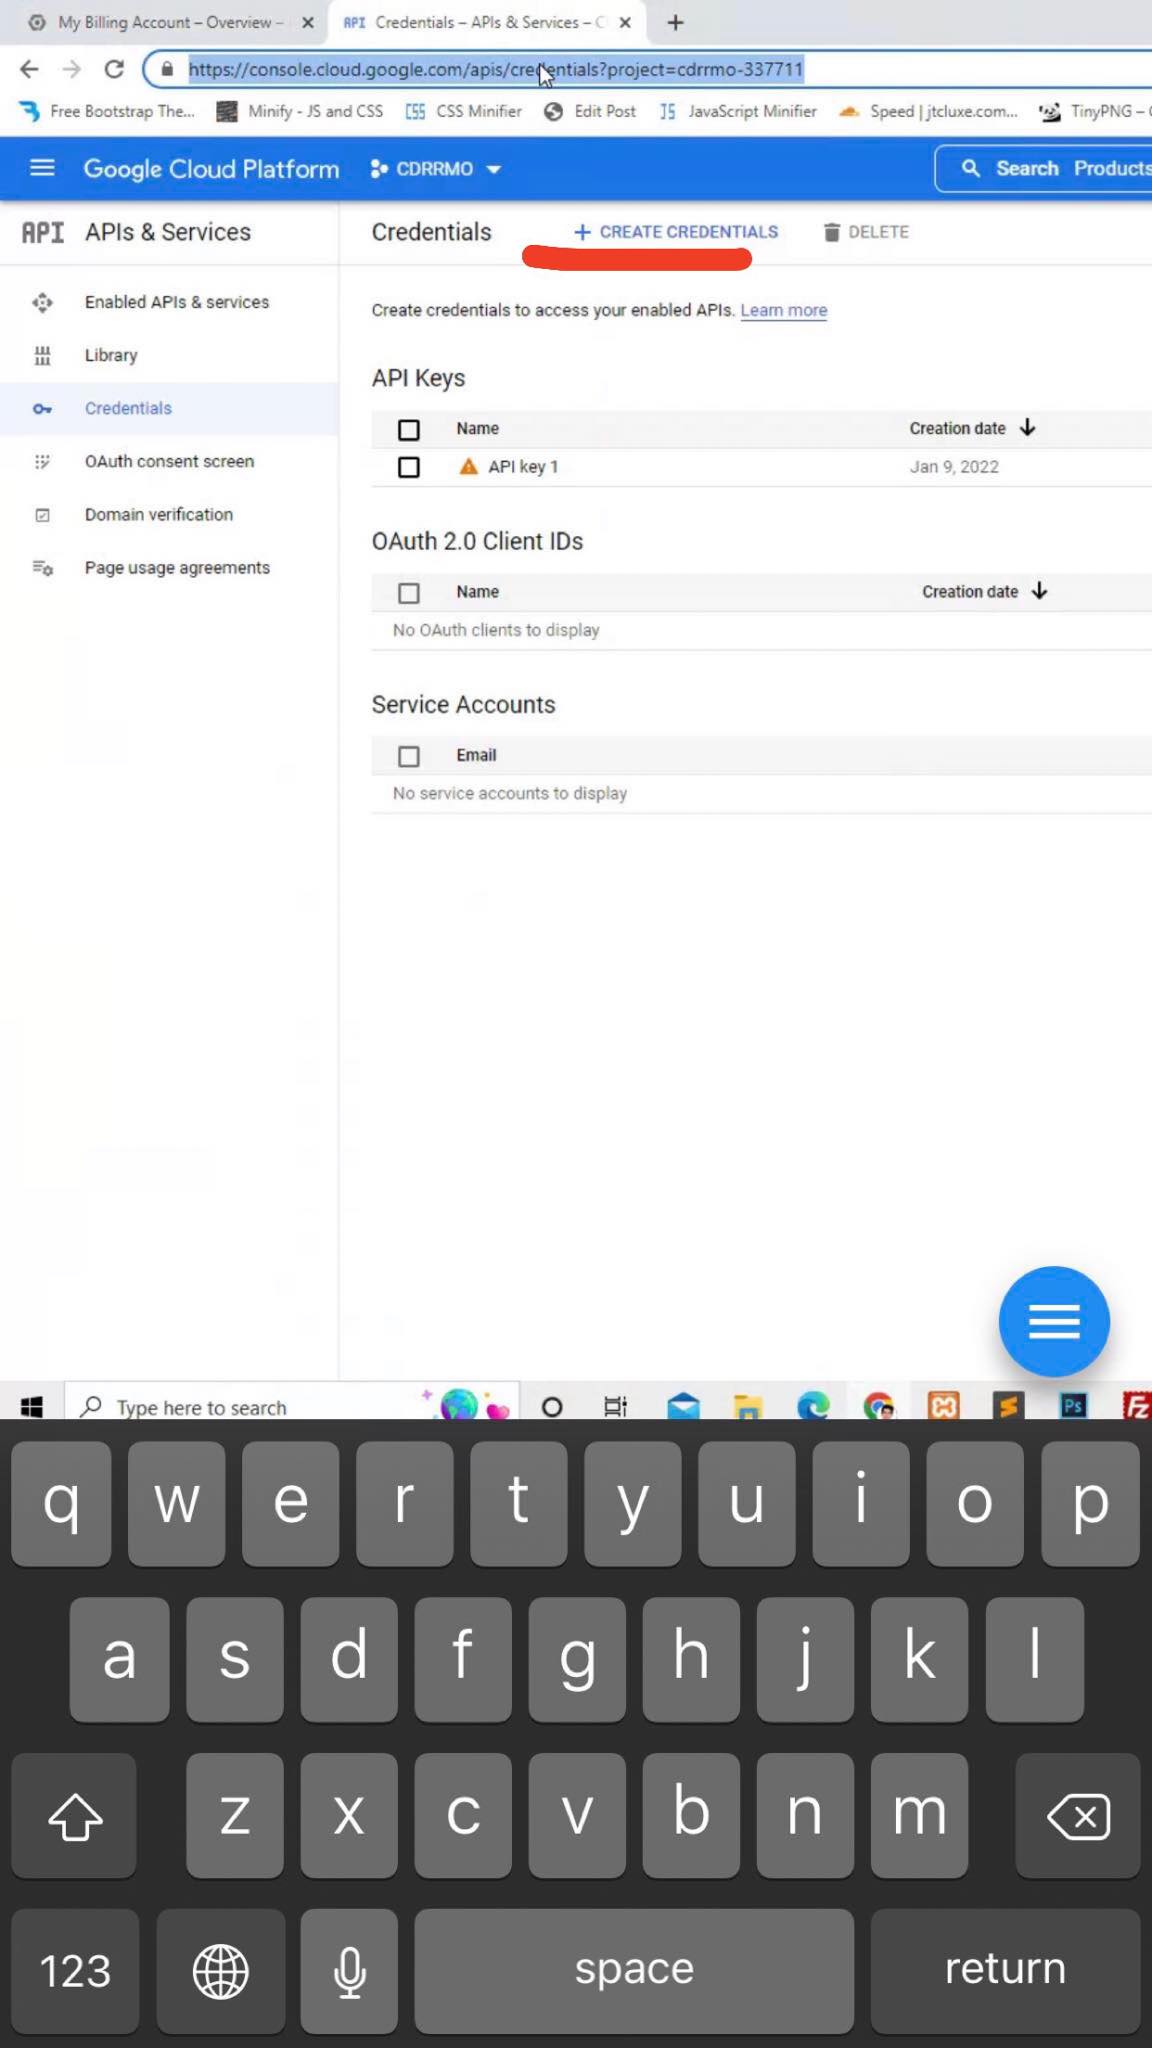 My Billing Account – Overview –
API Credentials – APIs & Services – C
https://console.cloud.google.com/apis/credentials?project=cdrrmo-337711
Free Bootstrap The... Minify - JS and CSS CSS CSS Minifier Edit Post JS JavaScript Minifier Speed | jtcluxe.com... TinyPNG –
Google Cloud Platform CDRRMO Search Products
API APIs & Services
Credentials + CREATE CREDENTIALS DELETE
Enabled APIs & services
Library
Credentials
OAuth consent screen
Domain verification
Page usage agreements
Create credentials to access your enabled APIs. Learn more
API Keys
Name Creation date
API key 1 Jan 9, 2022
OAuth 2.0 Client IDs
Name Creation date
No OAuth clients to display
Service Accounts
Email
No service accounts to display
Type here to search Ps Fz
q w e r t y u i o p
a s d f g h j k l
z x c v b n m
123 space return